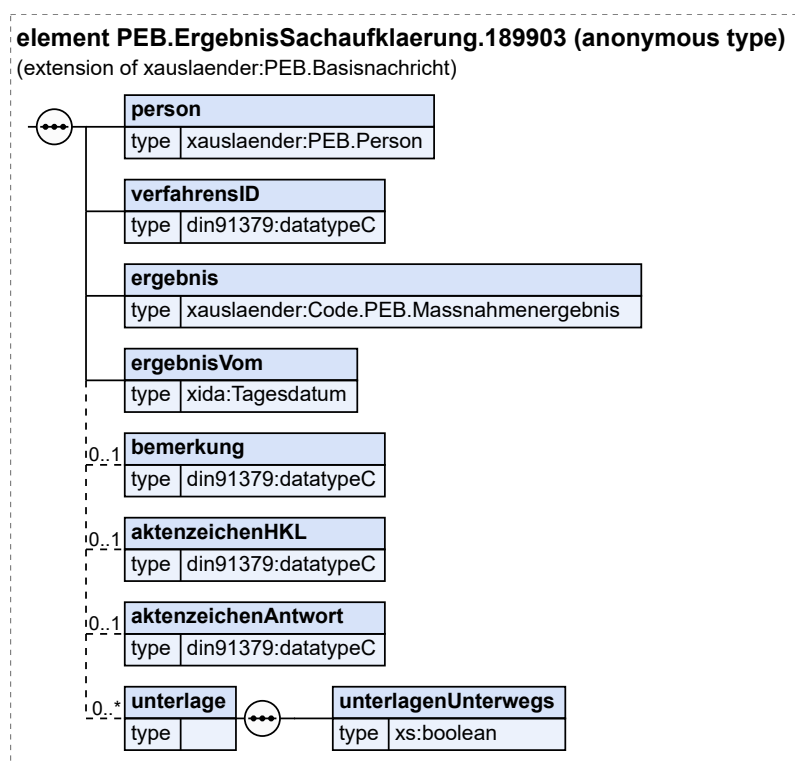 element PEB.ErgebnisSachaufklaerung.189903 (anonymous type)
(extension of xauslaender:PEB.Basisnachricht)
person
type xauslaender:PEB.Person
verfahrensID
type din91379:datatypeC
ergebnis
type xauslaender:Code.PEB.Massnahmenergebnis
ergebnisVom
type xida:Tagesdatum
0..1 bemerkung
type din91379:datatypeC
0..1 aktenzeichenHKL
type din91379:datatypeC
0..1 aktenzeichenAntwort
type din91379:datatypeC
0..* unterlage unterlagenUnterwegs
type type xs:boolean